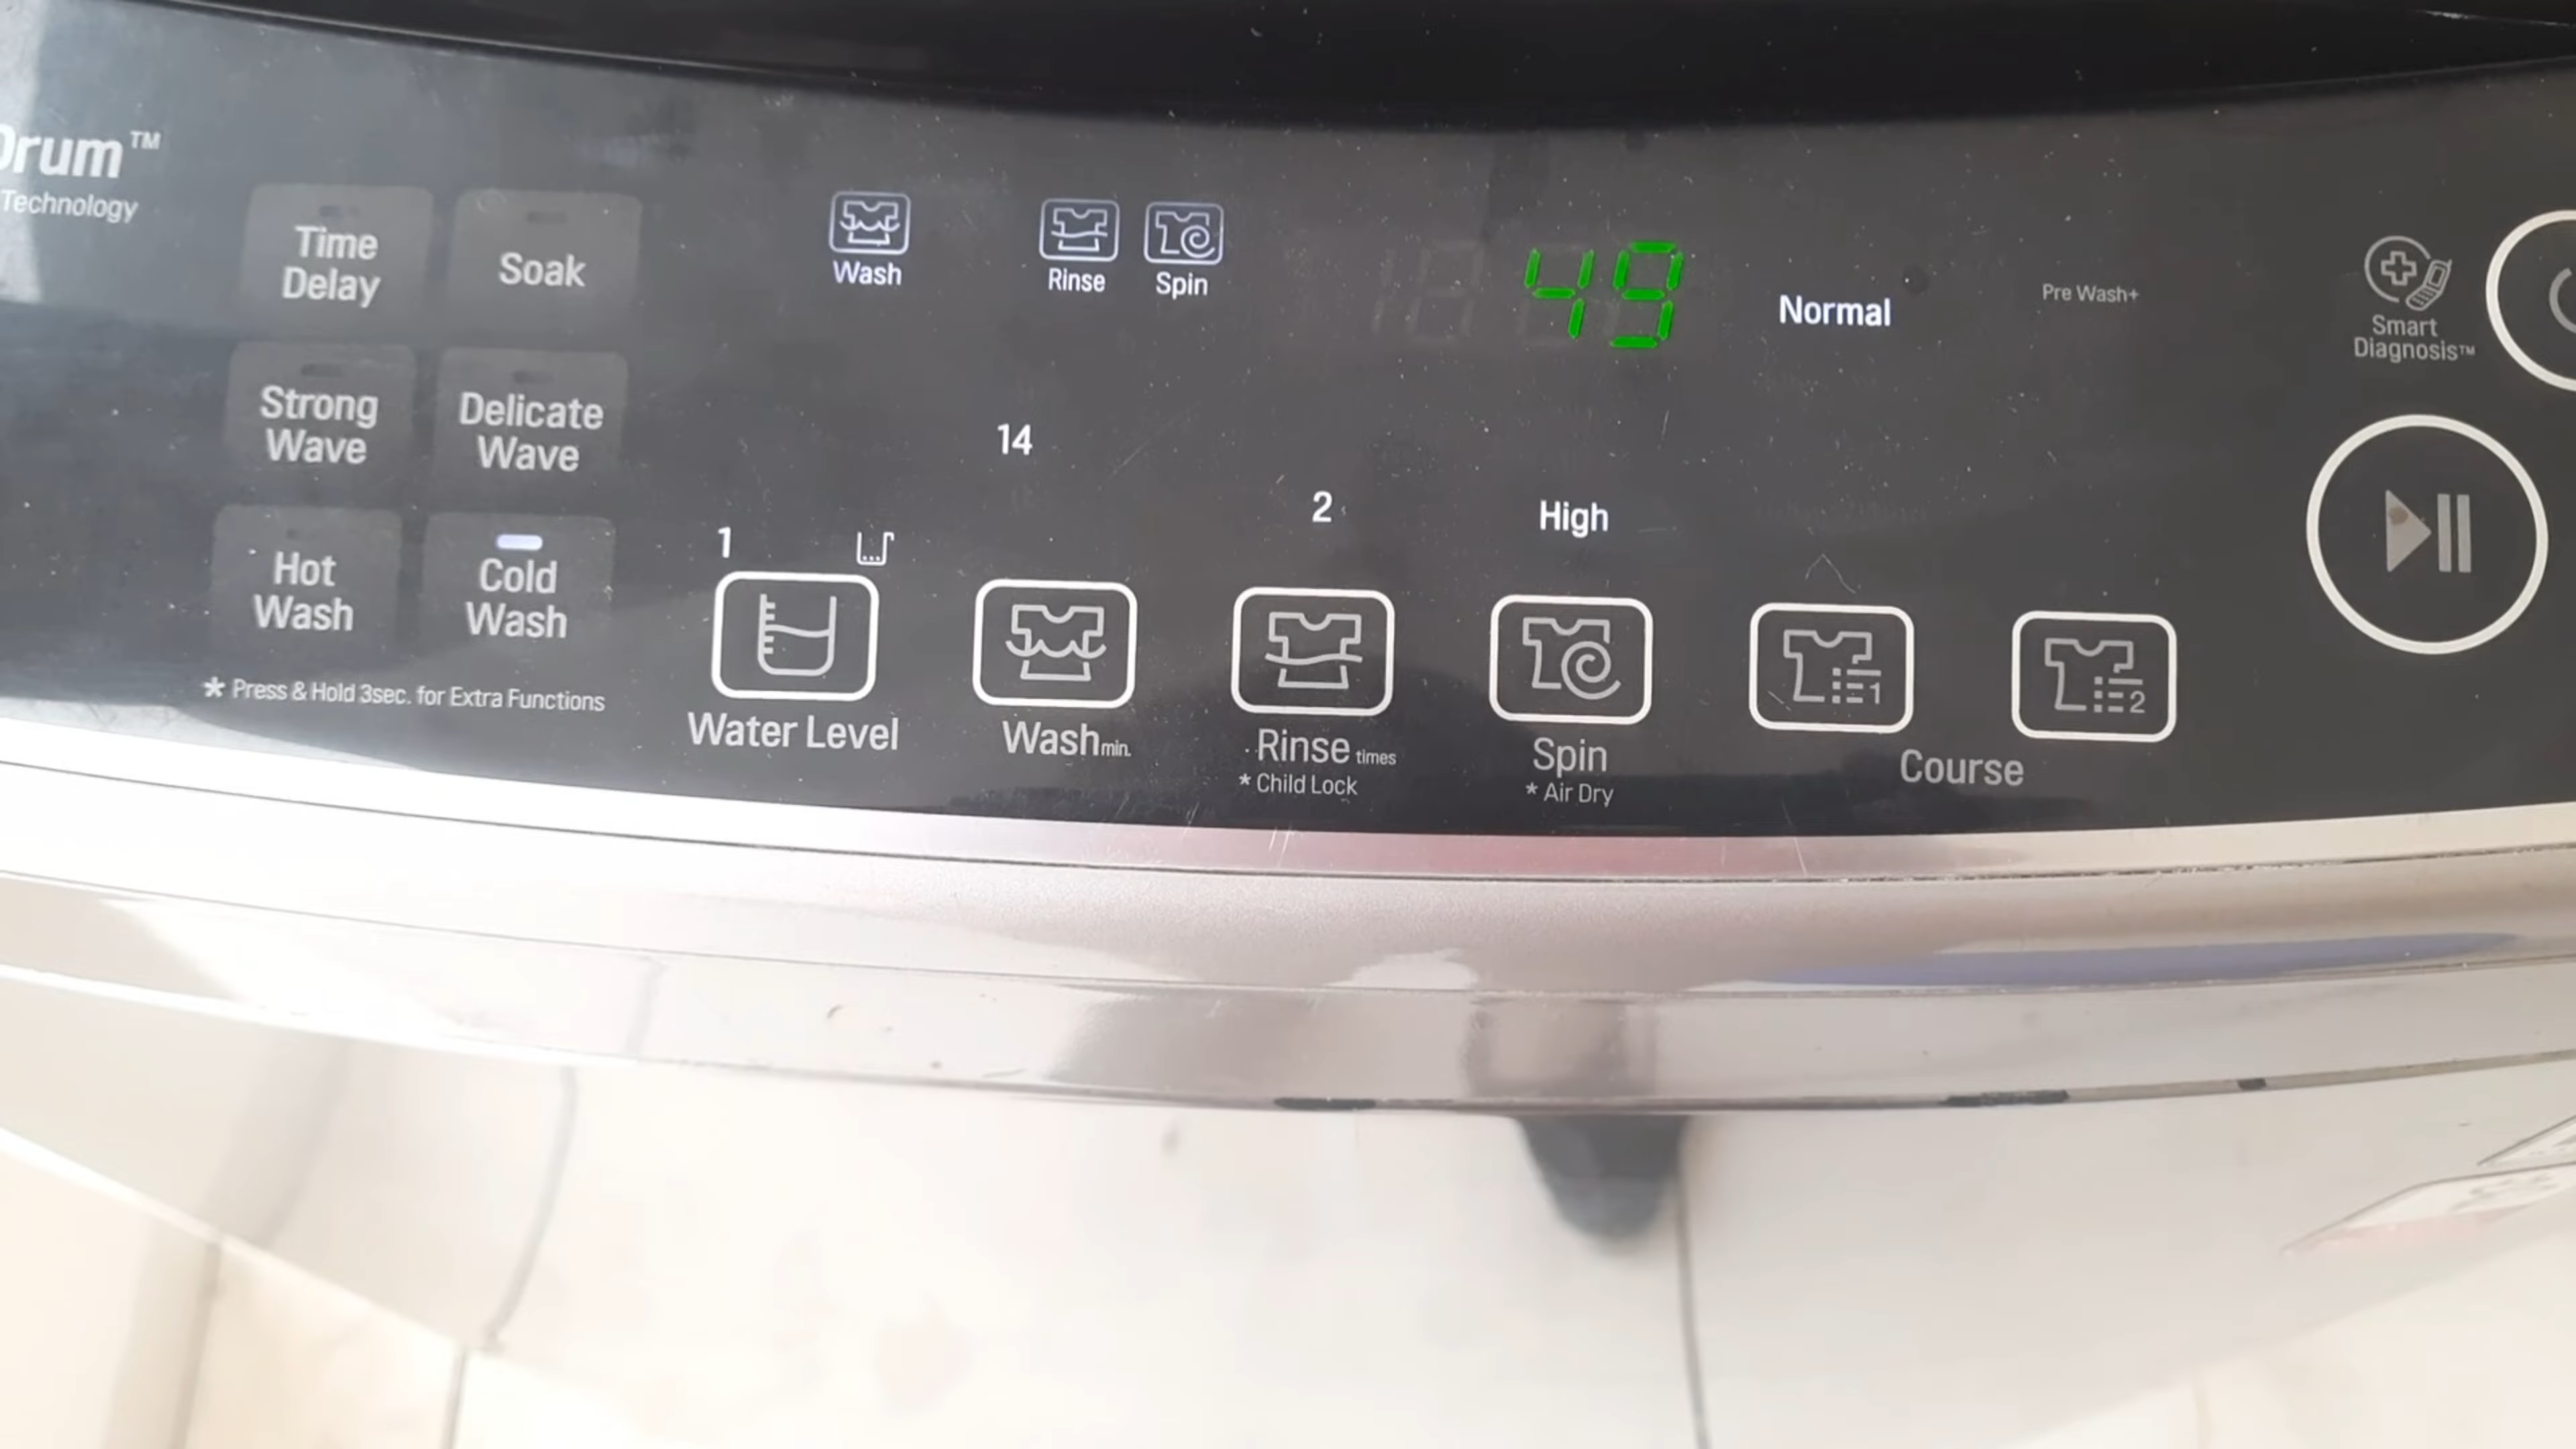 Drum™
Technology
Time
Delay
Soak
Strong
Wave
Delicate
Wave
Hot
Wash
Cold
Wash
* Press & Hold 3sec. for Extra Functions
Wash
Rinse
Spin
49
Normal
Pre Wash+
Smart
Diagnosis™
14
1
2
High
1
2
Water Level
Wash min.
Rinse times
* Child Lock
Spin
* Air Dry
Course